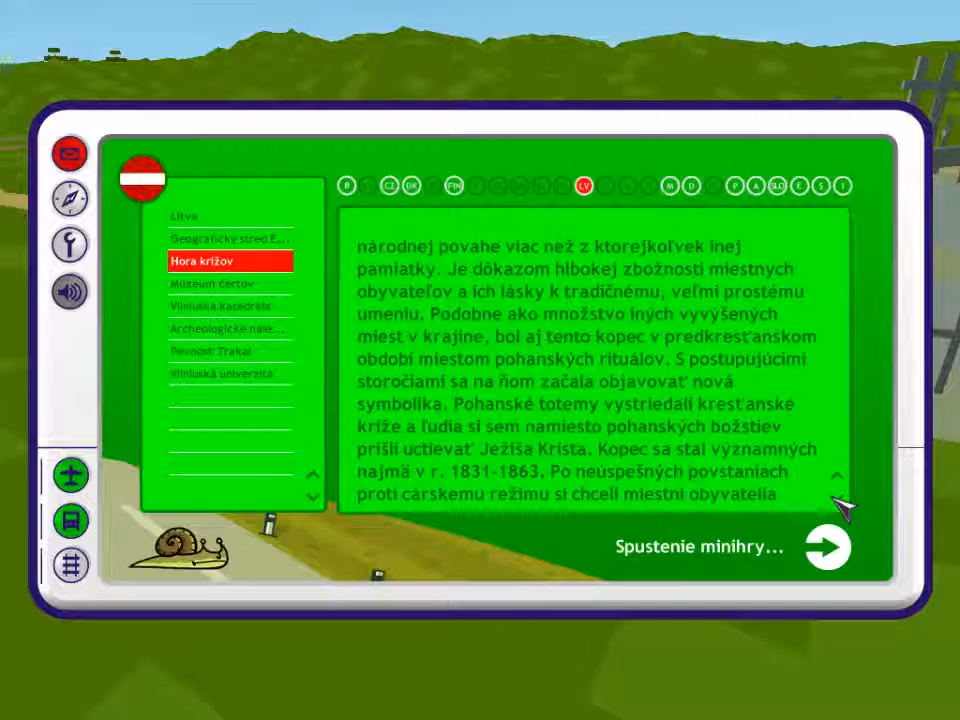 B CZ DK FIN LV M D P A SLO E S I
Litva
Geografický stred E...
Hora krížov
Múzeum čertov
Vilniuská katedrála
Archeologické nále...
Pevnosť Trakai
Vilniuská univerzita
národnej povahe viac než z ktorejkoľvek inej
pamiatky. Je dôkazom hlbokej zbožnosti miestnych
obyvateľov a ich lásky k tradičnému, veľmi prostému
umeniu. Podobne ako množstvo iných vyvýšených
miest v krajine, bol aj tento kopec v predkresťanskom
období miestom pohanských rituálov. S postupujúcimi
storočiami sa na ňom začala objavovať nová
symbolika. Pohanské totemy vystriedali kresťanské
kríže a ľudia si sem namiesto pohanských božstiev
prišli uctievať Ježiša Krista. Kopec sa stal významných
najmä v r. 1831-1863. Po neúspešných povstaniach
proti cárskemu režimu si chceli miestni obyvatelia
Spustenie minihry...